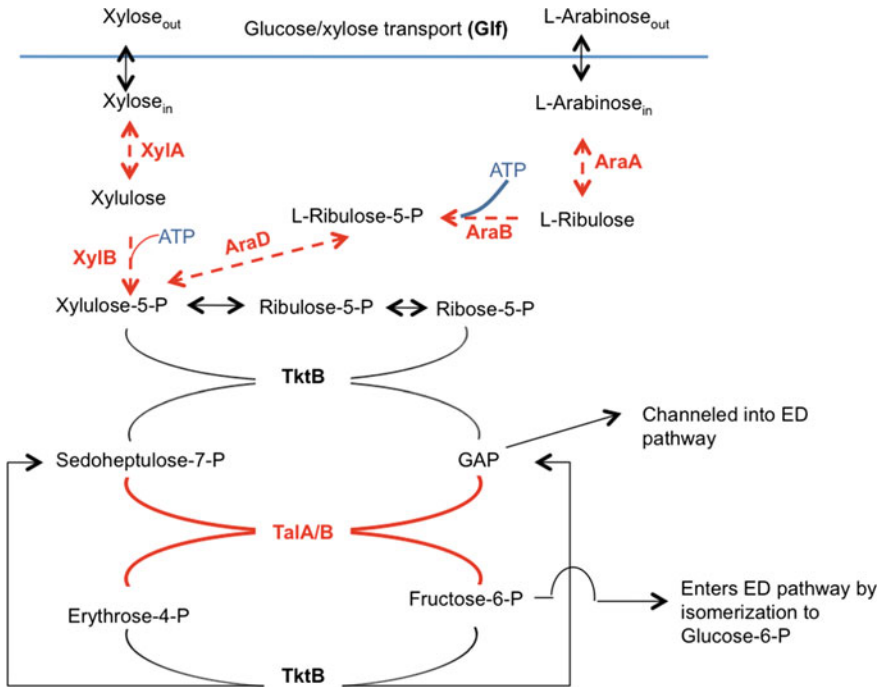 Xylose_out
Glucose/xylose transport (Glf)
L-Arabinose_out
Xylose_in
L-Arabinose_in
XylA
AraA
ATP
Xylulose
L-Ribulose-5-P
L-Ribulose
AraB
XylB
ATP
AraD
Xylulose-5-P
Ribulose-5-P
Ribose-5-P
TktB
Channeled into ED
pathway
Sedoheptulose-7-P
GAP
TalA/B
Erythrose-4-P
Fructose-6-P
Enters ED pathway by
isomerization to
Glucose-6-P
TktB